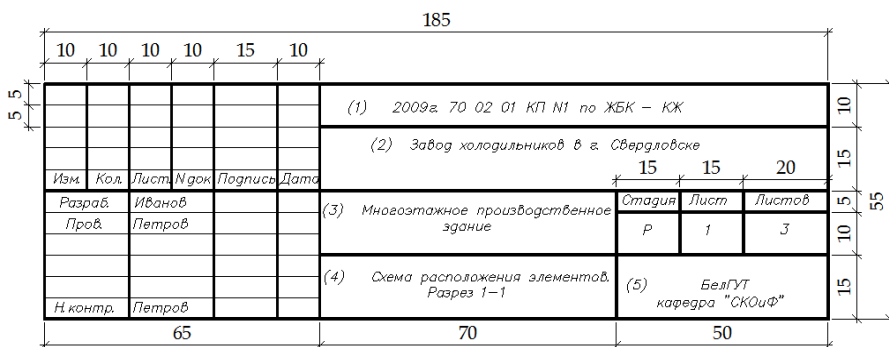 185
10 10 10 10 15 10
5
5
(1) 2009г. 70 02 01 КП N1 по ЖБК – КЖ
10
(2) Завод холодильников в г. Свердловске
15
15 15 20
Изм. Кол. Лист. N док Подпись Дата
Разраб. Иванов
Пров. Петров
(3) Многоэтажное производственное
здание
Стадия Лист Листов
5
55
Р 1 3
10
(4) Схема расположения элементов.
Разрез 1–1
(5) БелГУТ
кафедра "СКОиФ"
15
Н.контр. Петров
65 70 50